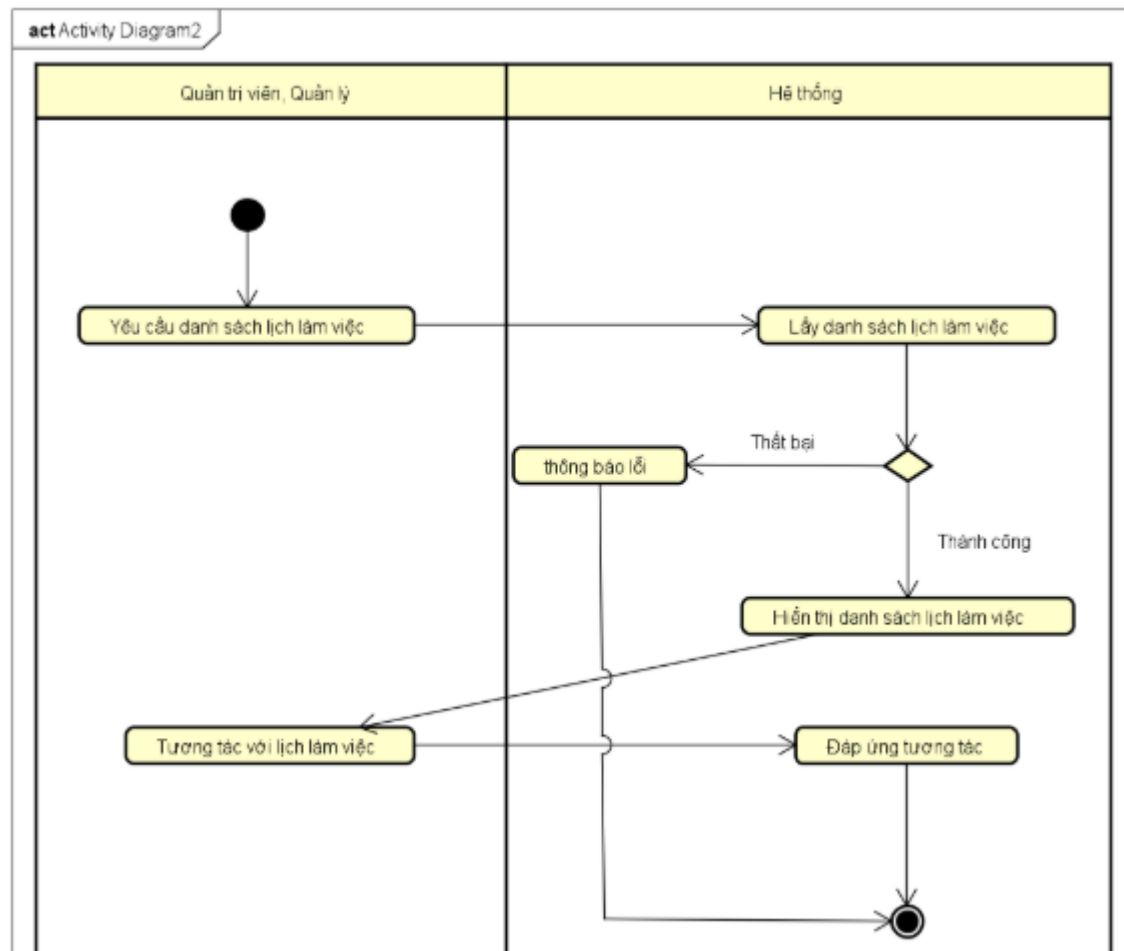 act Activity Diagram2
Quản trị viên, Quản lý
Hệ thống
Yêu cầu danh sách lịch làm việc
Lấy danh sách lịch làm việc
Thất bại
thông báo lỗi
Thành công
Hiển thị danh sách lịch làm việc
Tương tác với lịch làm việc
Đáp ứng tương tác